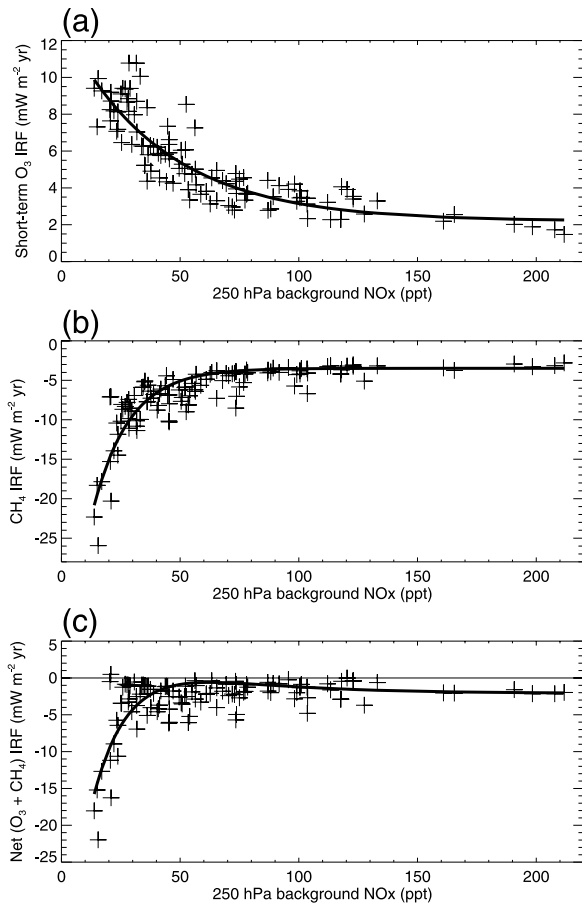 (a)
Short-term O₃ IRF (mW m⁻² yr)
12
10
8
6
4
2
0
0 50 100 150 200
250 hPa background NOx (ppt)
(b)
CH₄ IRF (mW m⁻² yr)
0
-5
-10
-15
-20
-25
0 50 100 150 200
250 hPa background NOx (ppt)
(c)
Net (O₃ + CH₄) IRF (mW m⁻² yr)
5
0
-5
-10
-15
-20
-25
0 50 100 150 200
250 hPa background NOx (ppt)